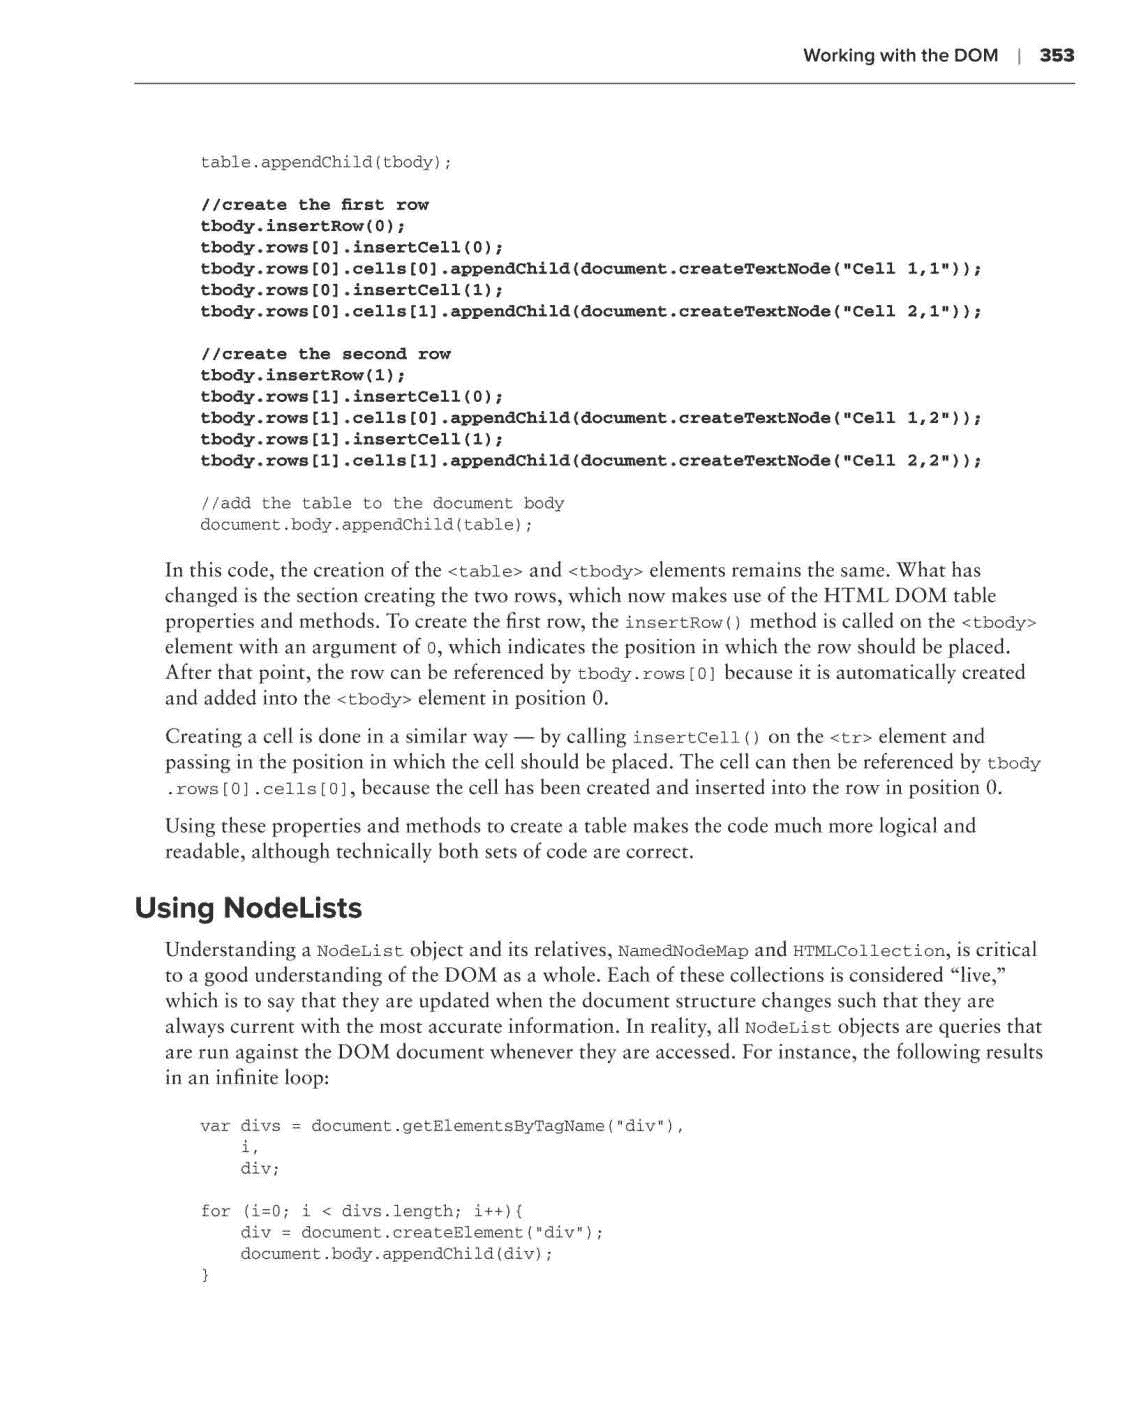 Working with the DOM | 353
table.appendChild(tbody);
//create the first row
tbody.insertRow(0);
tbody.rows[0].insertCell(0);
tbody.rows[0].cells[0].appendChild(document.createTextNode("Cell 1,1"));
tbody.rows[0].insertCell(1);
tbody.rows[0].cells[1].appendChild(document.createTextNode("Cell 2,1"));
//create the second row
tbody.insertRow(1);
tbody.rows[1].insertCell(0);
tbody.rows[1].cells[0].appendChild(document.createTextNode("Cell 1,2"));
tbody.rows[1].insertCell(1);
tbody.rows[1].cells[1].appendChild(document.createTextNode("Cell 2,2"));
//add the table to the document body
document.body.appendChild(table);
In this code, the creation of the <table> and <tbody> elements remains the same. What has
changed is the section creating the two rows, which now makes use of the HTML DOM table
properties and methods. To create the first row, the insertRow() method is called on the <tbody>
element with an argument of 0, which indicates the position in which the row should be placed.
After that point, the row can be referenced by tbody.rows[0] because it is automatically created
and added into the <tbody> element in position 0.
Creating a cell is done in a similar way — by calling insertCell() on the <tr> element and
passing in the position in which the cell should be placed. The cell can then be referenced by tbody
.rows[0].cells[0], because the cell has been created and inserted into the row in position 0.
Using these properties and methods to create a table makes the code much more logical and
readable, although technically both sets of code are correct.
Using NodeLists
Understanding a NodeList object and its relatives, NamedNodeMap and HTMLCollection, is critical
to a good understanding of the DOM as a whole. Each of these collections is considered “live,”
which is to say that they are updated when the document structure changes such that they are
always current with the most accurate information. In reality, all NodeList objects are queries that
are run against the DOM document whenever they are accessed. For instance, the following results
in an infinite loop:
var divs = document.getElementsByTagName("div"),
i,
div;
for (i=0; i < divs.length; i++){
div = document.createElement("div");
document.body.appendChild(div);
}